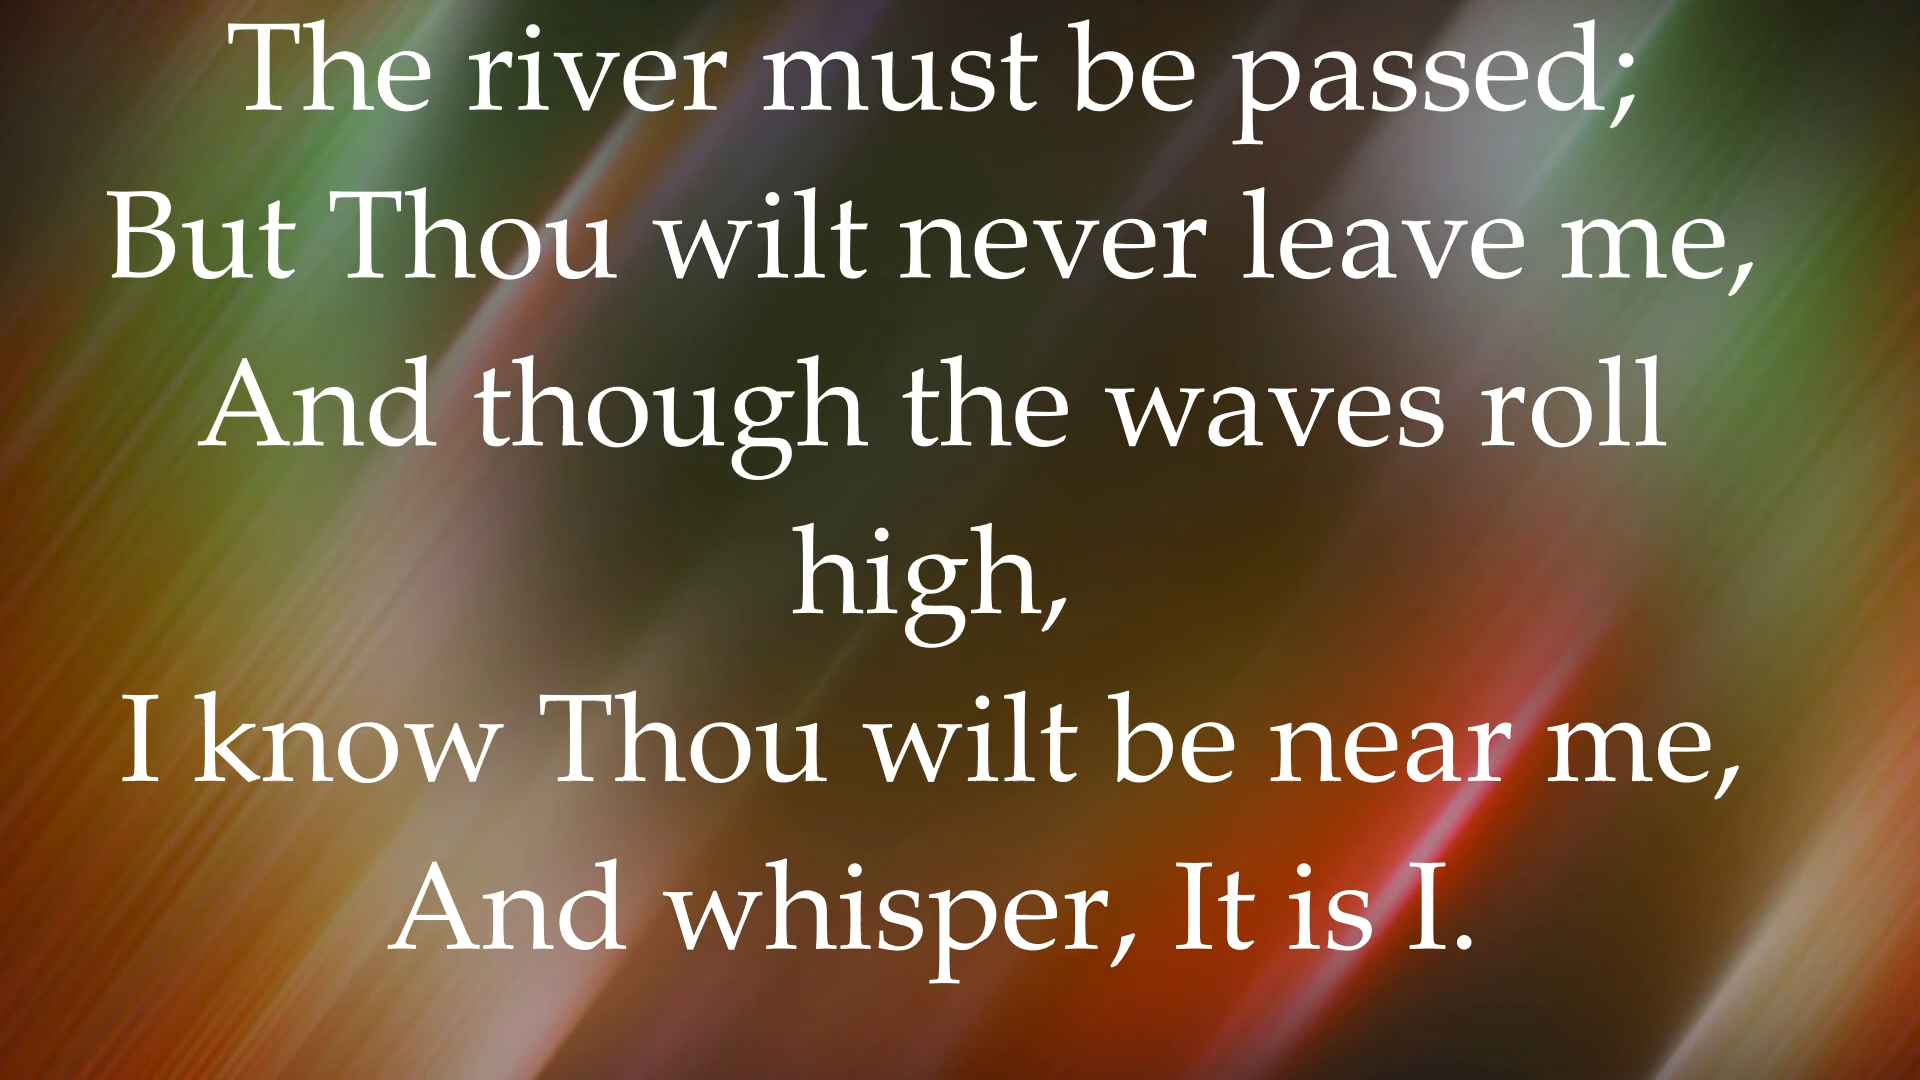 The river must be passed;
But Thou wilt never leave me,
And though the waves roll
high,
I know Thou wilt be near me,
And whisper, It is I.